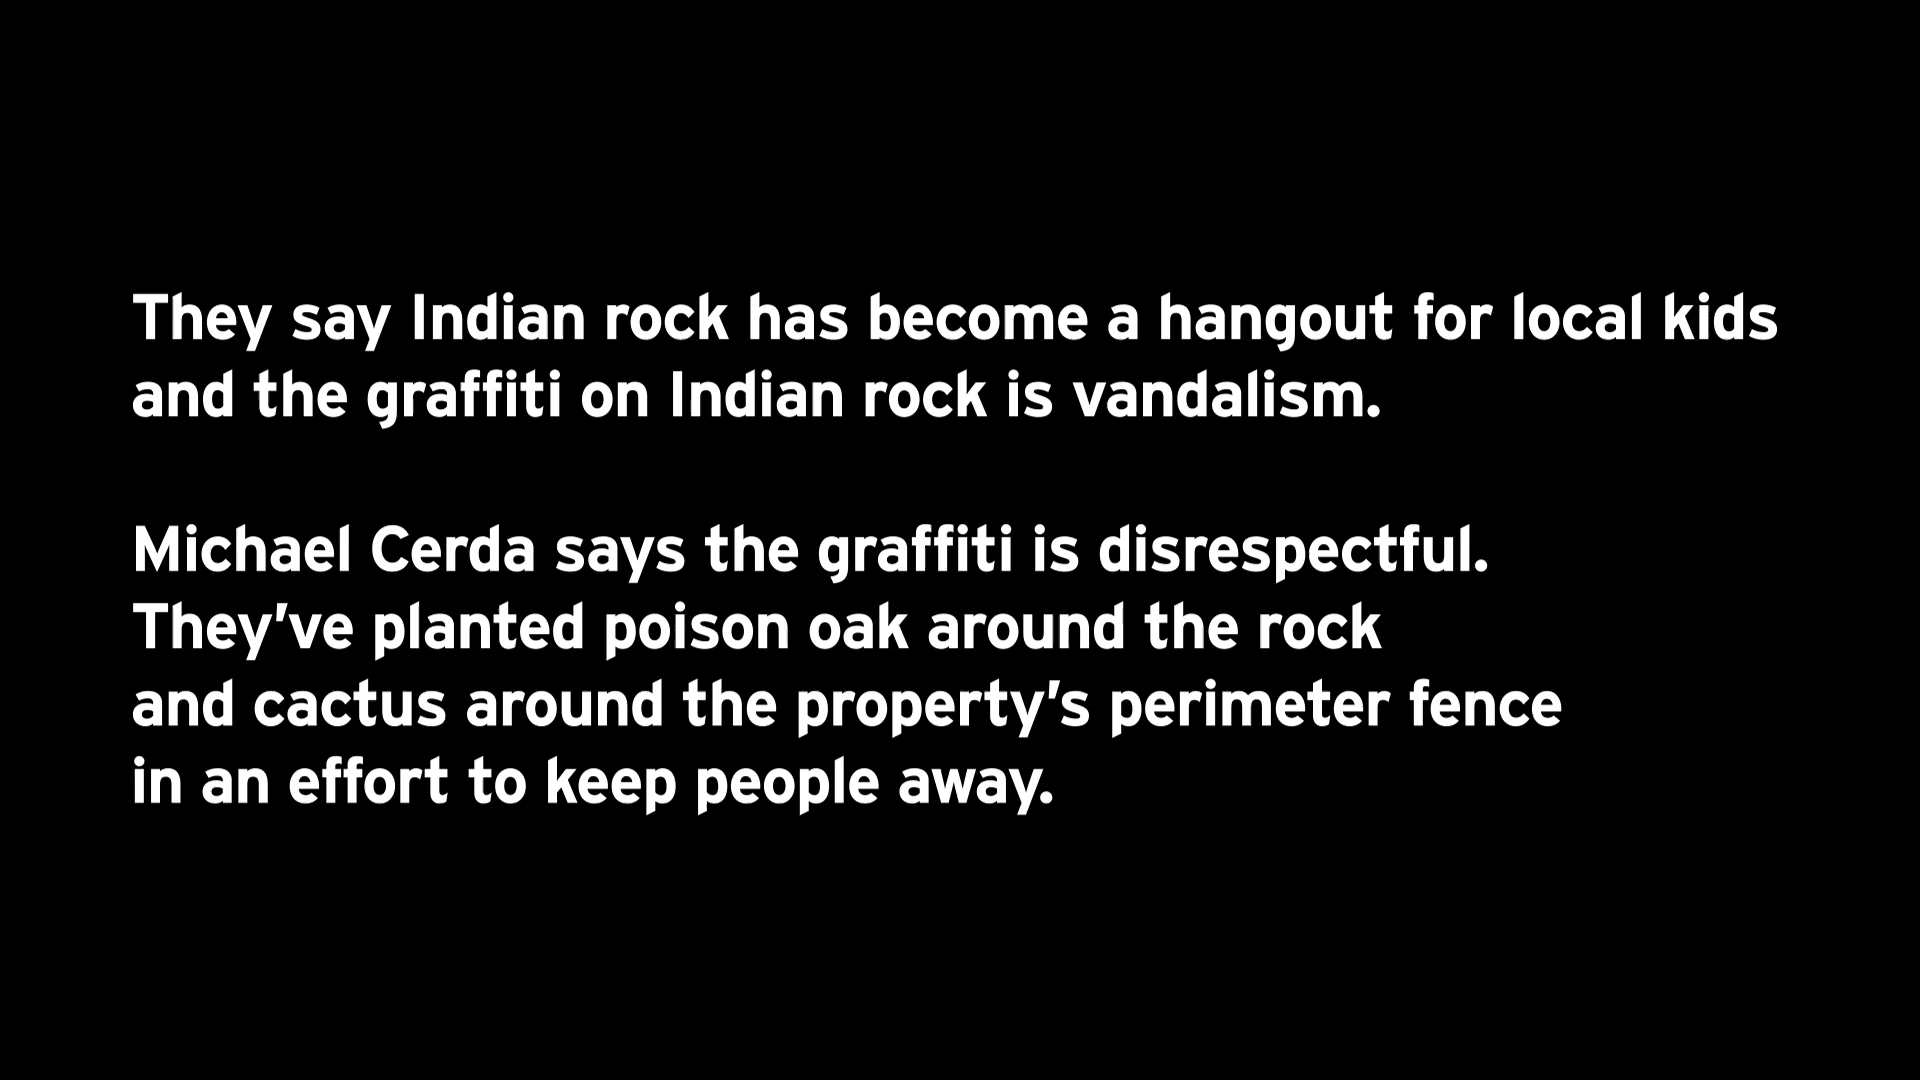 They say Indian rock has become a hangout for local kids
and the graffiti on Indian rock is vandalism.
Michael Cerda says the graffiti is disrespectful.
They’ve planted poison oak around the rock
and cactus around the property’s perimeter fence
in an effort to keep people away.